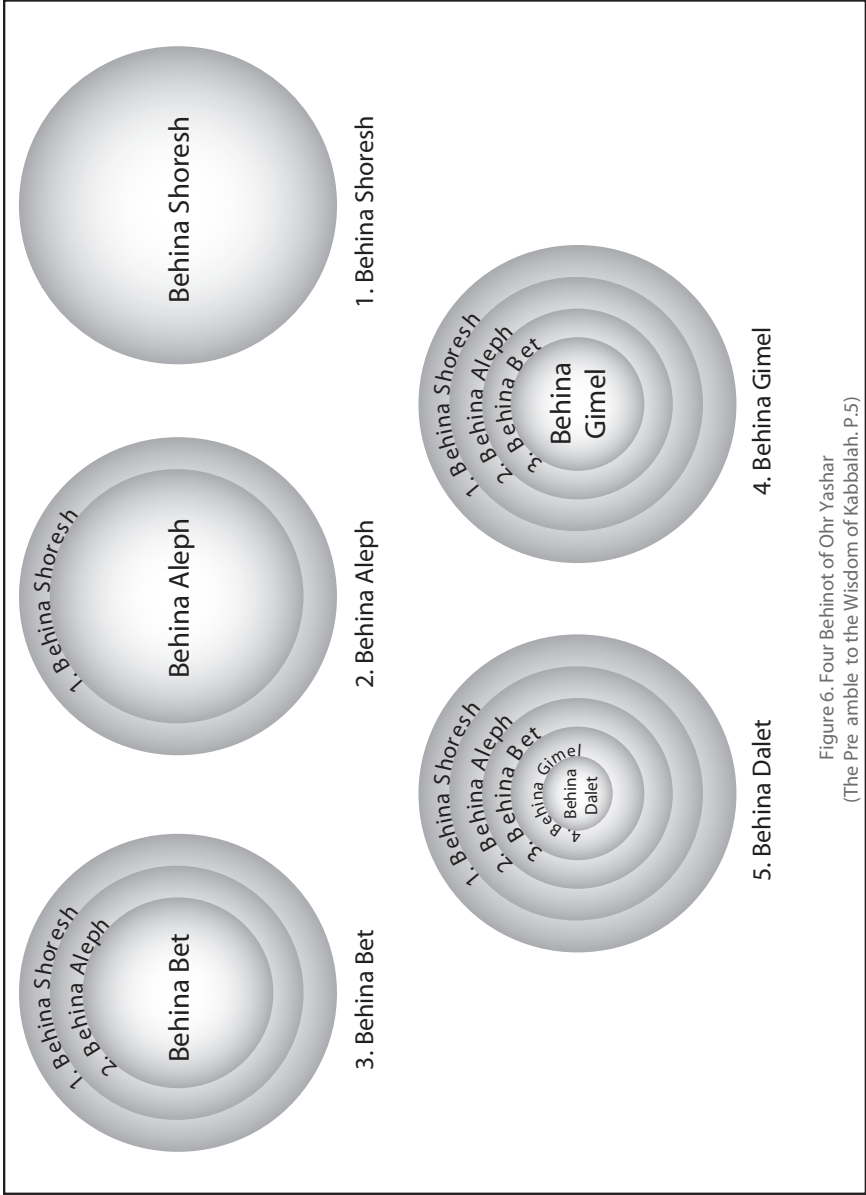 Behina Shoresh
1. Behina Shoresh
1. Behina Shoresh
Behina Aleph
2. Behina Aleph
1. Behina Shoresh
2. Behina Aleph
Behina Bet
3. Behina Bet
1. Behina Shoresh
2. Behina Aleph
3. Behina Bet
Behina
Gimel
4. Behina Gimel
1. Behina Shoresh
2. Behina Aleph
3. Behina Bet
4. Behina Gimel
Behina
Dalet
5. Behina Dalet
Figure 6. Four Behinot of Ohr Yashar
(The Pre amble to the Wisdom of Kabbalah. P.5)